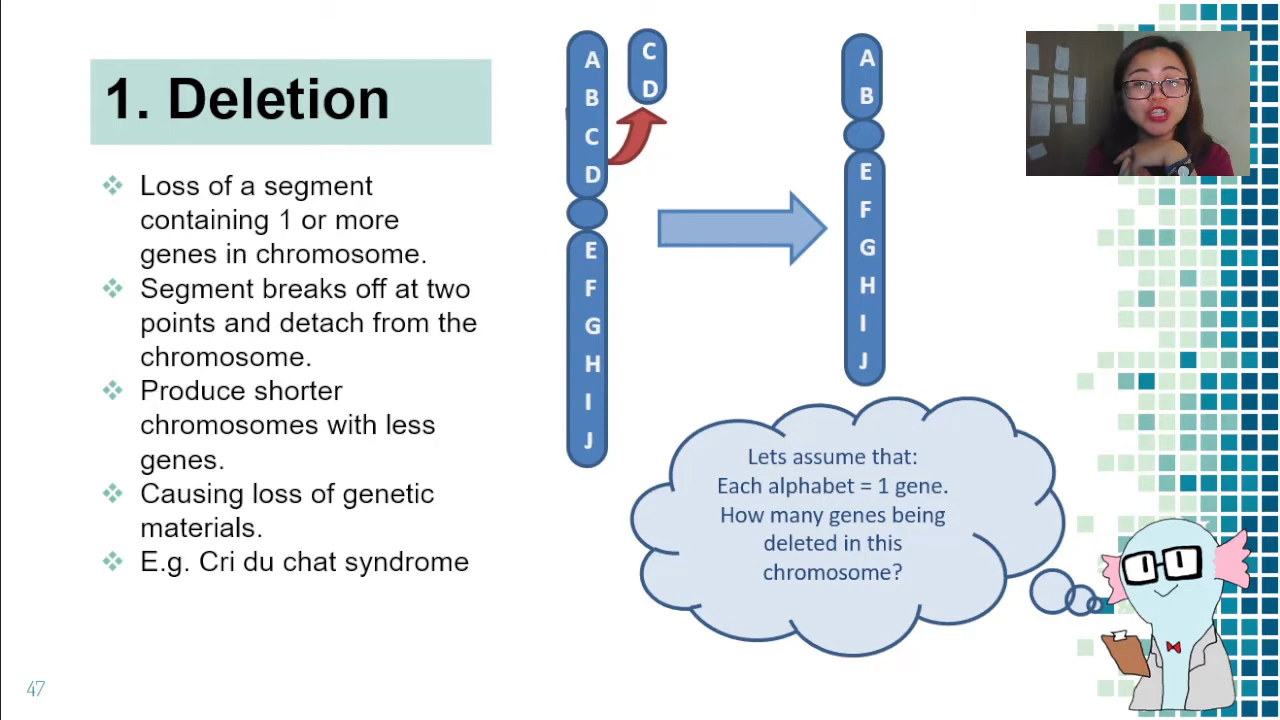 1. Deletion
Loss of a segment
containing 1 or more
genes in chromosome.
Segment breaks off at two
points and detach from the
chromosome.
Produce shorter
chromosomes with less
genes.
Causing loss of genetic
materials.
E.g. Cri du chat syndrome
A
B
C
D
E
F
G
H
I
J
C
D
A
B
E
F
G
H
I
J
Lets assume that:
Each alphabet = 1 gene.
How many genes being
deleted in this
chromosome?
47